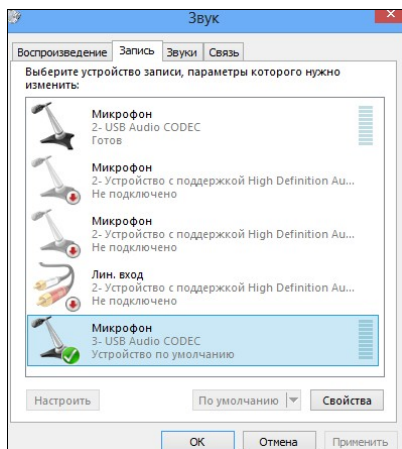 Звук
Воспроизведение Запись Звуки Связь
Выберите устройство записи, параметры которого нужно
изменить:
Микрофон
2- USB Audio CODEC
Готов
Микрофон
2- Устройство с поддержкой High Definition Au...
Не подключено
Микрофон
2- Устройство с поддержкой High Definition Au...
Не подключено
Лин. вход
2- Устройство с поддержкой High Definition Au...
Не подключено
Микрофон
3- USB Audio CODEC
Устройство по умолчанию
Настроить По умолчанию Свойства
ОК Отмена Применить